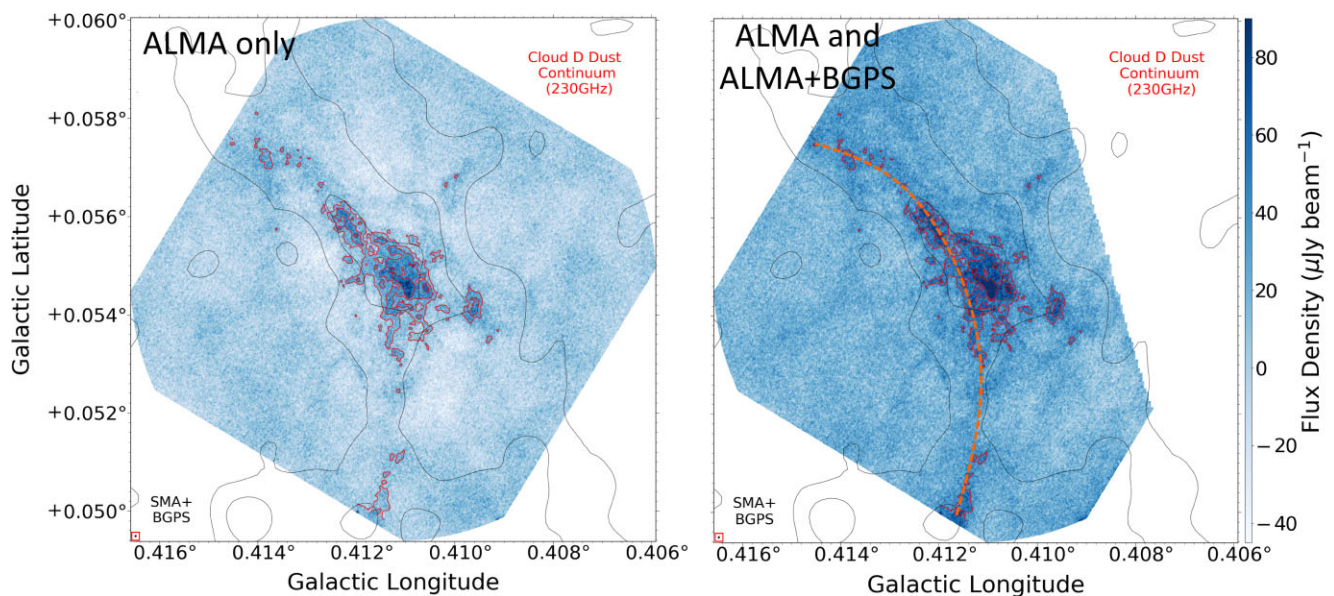 ALMA only
Cloud D Dust
Continuum
(230GHz)
SMA+
BGPS
+0.060°
+0.058°
+0.056°
+0.054°
+0.052°
+0.050°
Galactic Latitude
0.416°
0.414°
0.412°
0.410°
0.408°
0.406°
Galactic Longitude
ALMA and
ALMA+BGPS
Cloud D Dust
Continuum
(230GHz)
SMA+
BGPS
0.416°
0.414°
0.412°
0.410°
0.408°
0.406°
Galactic Longitude
80
60
40
20
0
−20
−40
Flux Density (μJy beam⁻¹)